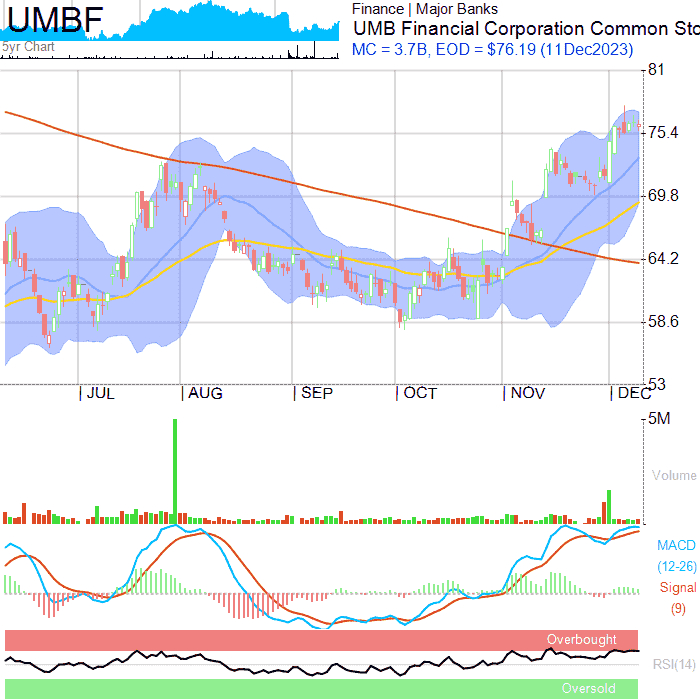 UMBF
5yr Chart
Finance | Major Banks
UMB Financial Corporation Common Sto
MC = 3.7B, EOD = $76.19 (11Dec2023)
81
75.4
69.8
64.2
58.6
53
| JUL | AUG | SEP | OCT | NOV | DEC
5M
Volume
MACD
(12-26)
Signal
(9)
Overbought
RSI(14)
Oversold